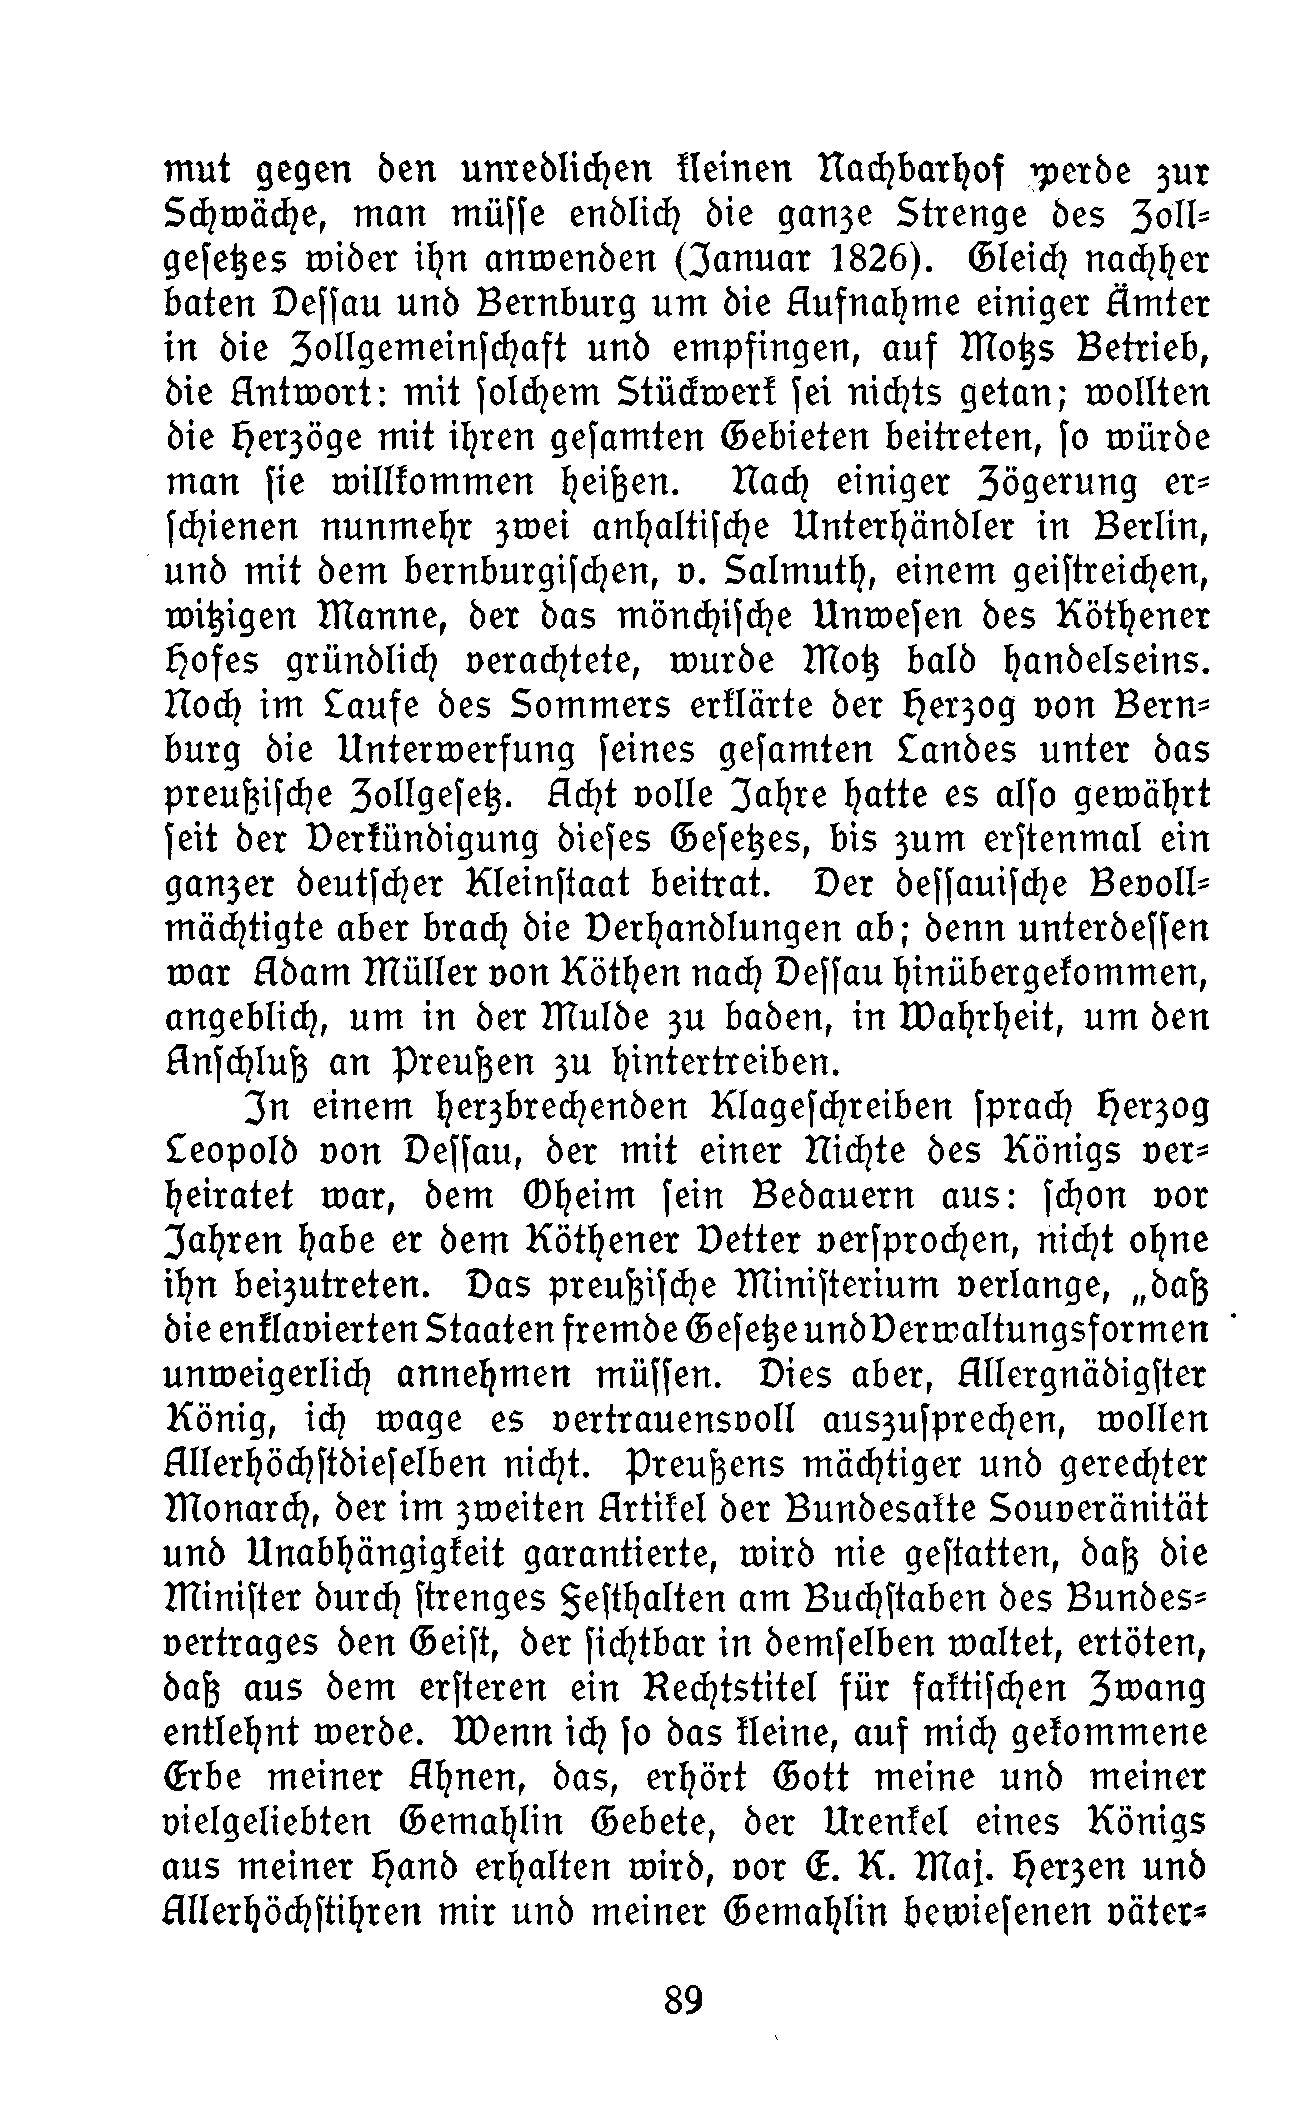 mut gegen den unredlichen kleinen Nachbarhof werde zur
Schwäche, man müſſe endlich die ganze Strenge des Zoll⸗
geſetzes wider ihn anwenden (Januar 1826). Gleich nachher
baten Deſſau und Bernburg um die Aufnahme einiger Ämter
in die Zollgemeinſchaft und empfingen, auf Motzs Betrieb,
die Antwort: mit ſolchem Stückwerk ſei nichts getan; wollten
die Herzöge mit ihren geſamten Gebieten beitreten, ſo würde
man ſie willkommen heißen. Nach einiger Zögerung er⸗
ſchienen nunmehr zwei anhaltiſche Unterhändler in Berlin,
und mit dem bernburgiſchen, v. Salmuth, einem geiſtreichen,
witzigen Manne, der das mönchiſche Unweſen des Köthener
Hofes gründlich verachtete, wurde Motz bald handelseins.
Noch im Laufe des Sommers erklärte der Herzog von Bern⸗
burg die Unterwerfung ſeines geſamten Landes unter das
preußiſche Zollgeſetz. Acht volle Jahre hatte es alſo gewährt
ſeit der Verkündigung dieſes Geſetzes, bis zum erſtenmal ein
ganzer deutſcher Kleinſtaat beitrat. Der deſſauiſche Bevoll⸗
mächtigte aber brach die Verhandlungen ab; denn unterdeſſen
war Adam Müller von Köthen nach Deſſau hinübergekommen,
angeblich, um in der Mulde zu baden, in Wahrheit, um den
Anſchluß an Preußen zu hintertreiben.
In einem herzbrechenden Klageſchreiben ſprach Herzog
Leopold von Deſſau, der mit einer Nichte des Königs ver⸗
heiratet war, dem Oheim ſein Bedauern aus: ſchon vor
Jahren habe er dem Köthener Vetter verſprochen, nicht ohne
ihn beizutreten. Das preußiſche Miniſterium verlange, „daß
die enklavierten Staaten fremde Geſetze und Verwaltungsformen
unweigerlich annehmen müſſen. Dies aber, Allergnädigſter
König, ich wage es vertrauensvoll auszuſprechen, wollen
Allerhöchſtdieſelben nicht. Preußens mächtiger und gerechter
Monarch, der im zweiten Artikel der Bundesakte Souveränität
und Unabhängigkeit garantierte, wird nie geſtatten, daß die
Miniſter durch ſtrenges Feſthalten am Buchſtaben des Bundes⸗
vertrages den Geiſt, der ſichtbar in demſelben waltet, ertöten,
daß aus dem erſteren ein Rechtstitel für faktiſchen Zwang
entlehnt werde. Wenn ich ſo das kleine, auf mich gekommene
Erbe meiner Ahnen, das, erhört Gott meine und meiner
vielgeliebten Gemahlin Gebete, der Urenkel eines Königs
aus meiner Hand erhalten wird, vor E. K. Maj. Herzen und
Allerhöchſtihren mir und meiner Gemahlin bewieſenen väter⸗
89